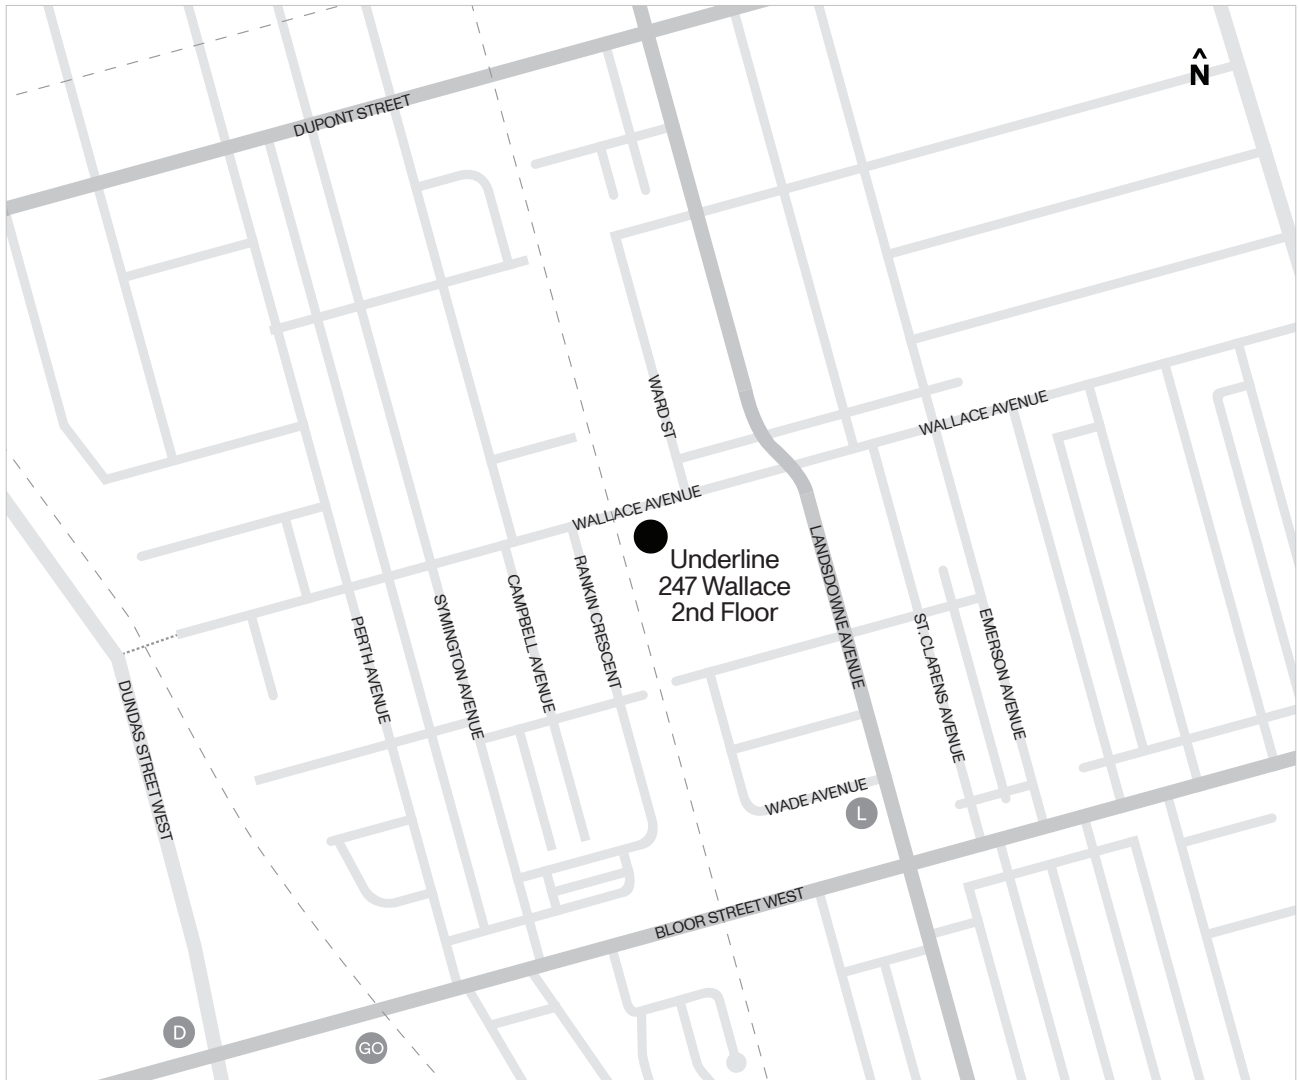 ^
N
DUPONT STREET
WARD ST
WALLACE AVENUE
WALLACE AVENUE
Underline
247 Wallace
2nd Floor
RANKIN CRESCENT
CAMPBELL AVENUE
SYMINGTON AVENUE
PERTH AVENUE
LANDSDOWNE AVENUE
ST. CLARENS AVENUE
EMERSON AVENUE
DUNDAS STREET WEST
WADE AVENUE
L
BLOOR STREET WEST
D
GO